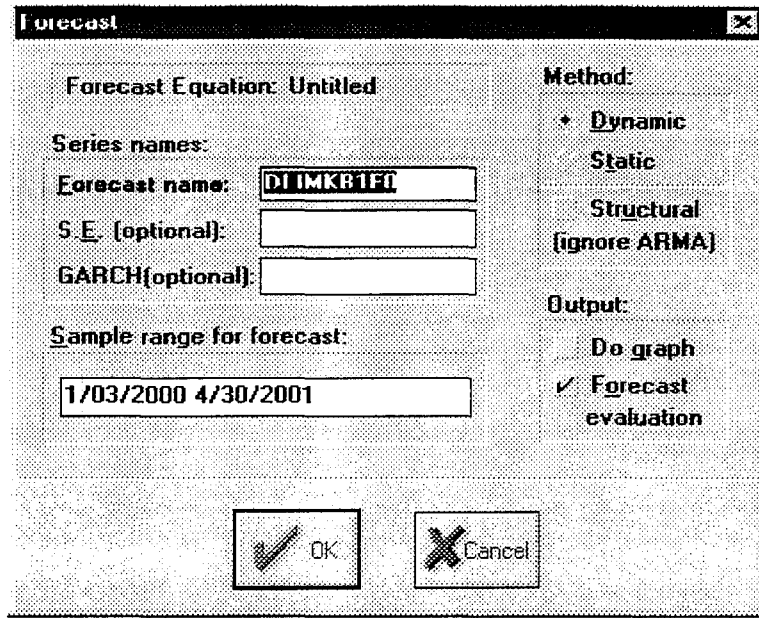 Forecast
Forecast Equation: Untitled
Series names:
Forecast name:
S.E. (optional):
GARCH(optional):
Sample range for forecast:
1/03/2000 4/30/2001
Method:
Dynamic
Static
Structural
(ignore ARMA)
Output:
Do graph
Forecast
evaluation
OK
Cancel